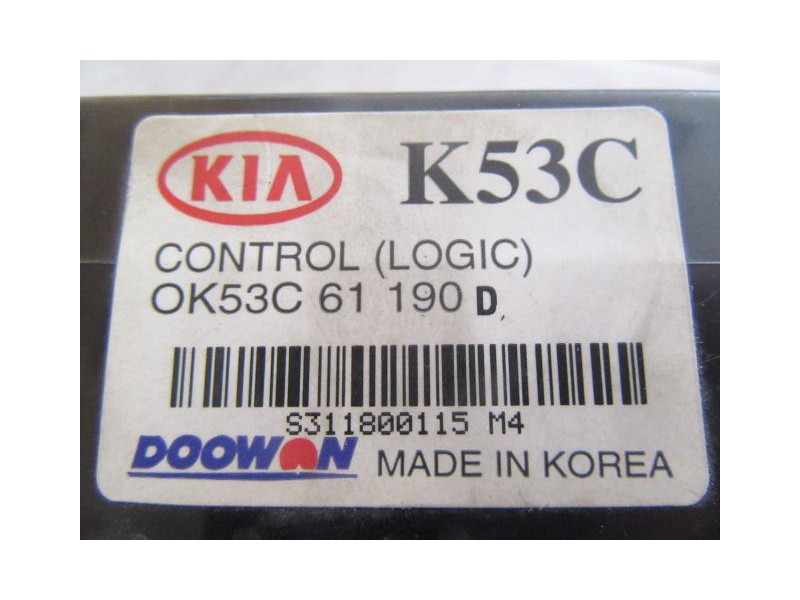 KIA K53C
CONTROL (LOGIC)
OK53C 61 190 D
S311800115 M4
DOOWON MADE IN KOREA